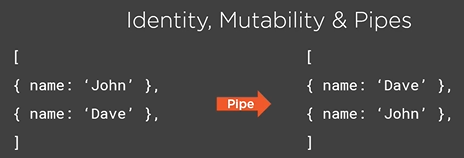 Identity, Mutability & Pipes
[
{ name: ‘John’ },
{ name: ‘Dave’ },
]
Pipe
[
{ name: ‘Dave’ },
{ name: ‘John’ },
]